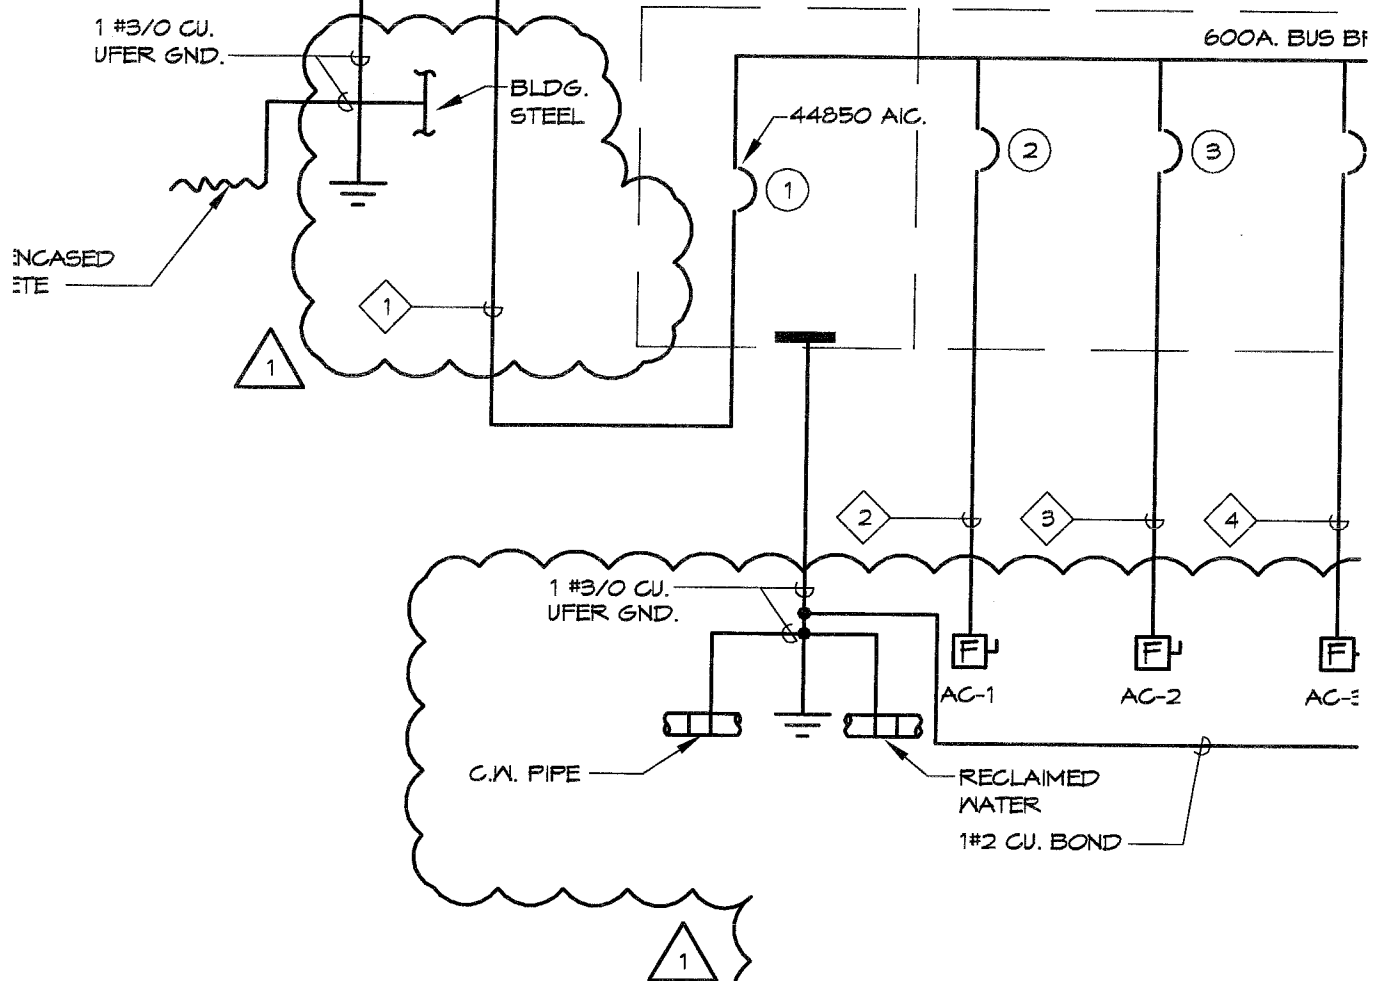 1 #3/0 CU.
UFER GND.
BLDG.
STEEL
600A. BUS
44850 AIC.
1
2
3
1
1
2
3
4
1 #3/0 CU.
UFER GND.
F
F
F
AC-1
AC-2
C.W. PIPE
RECLAIMED
WATER
1#2 CU. BOND
1